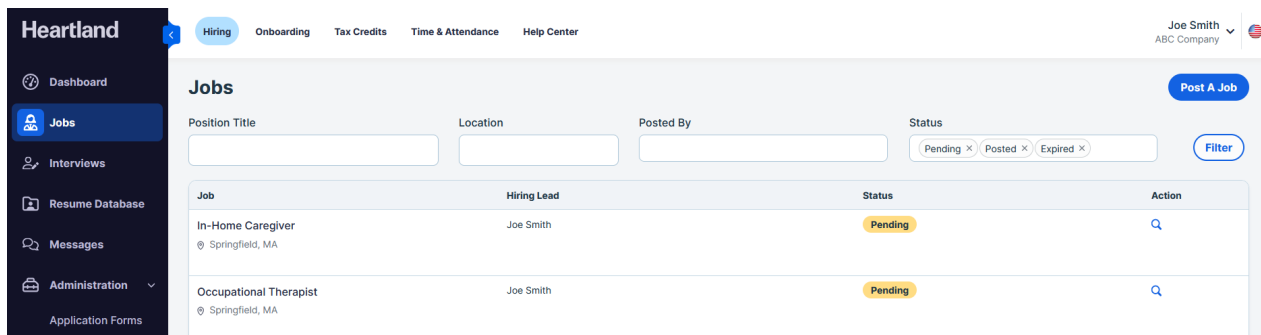 Heartland
Hiring Onboarding Tax Credits Time & Attendance Help Center
Joe Smith
ABC Company
Dashboard
Jobs
Interviews
Resume Database
Messages
Administration
Application Forms
Jobs
Post A Job
Position Title Location Posted By Status
Pending × Posted × Expired ×
Filter
Job Hiring Lead Status Action
In-Home Caregiver Joe Smith Pending
Springfield, MA
Occupational Therapist Joe Smith Pending
Springfield, MA